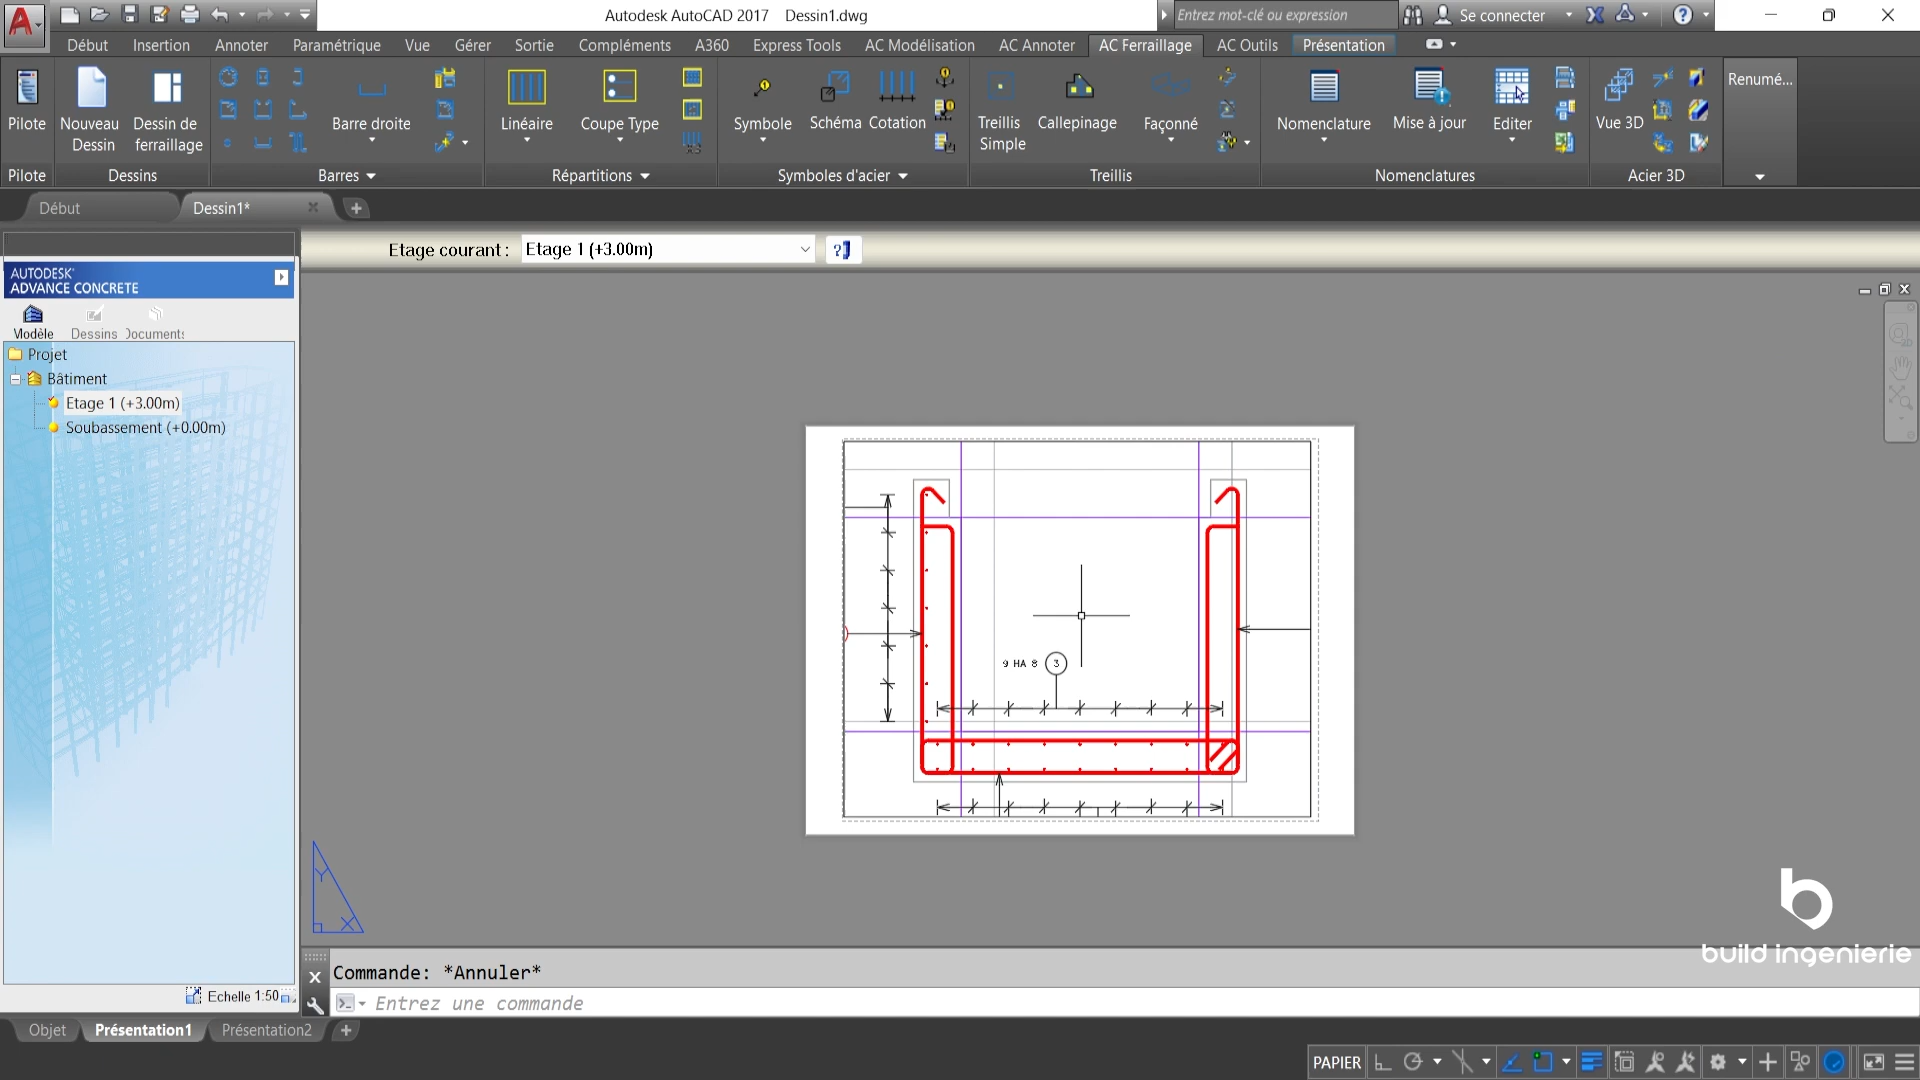 Autodesk AutoCAD 2017 Dessin1.dwg
Entrez mot-clé ou expression
Se connecter
Début Insertion Annoter Paramétrique Vue Gérer Sortie Compléments A360 Express Tools AC Modélisation AC Annoter AC Ferraillage AC Outils Présentation
Pilote
Nouveau Dessin
Dessin de ferraillage
Barre droite
Linéaire
Coupe Type
Symbole
Schéma
Cotation
Treillis Simple
Callepinage
Façonné
Nomenclature
Mise à jour
Editer
Vue 3D
Renumé...
Pilote Dessins Barres Répartitions Symboles d'acier Treillis Nomenclatures Acier 3D
Début Dessin1*
Etage courant : Etage 1 (+3.00m)
AUTODESK®
ADVANCE CONCRETE
Modèle Dessins Documents
Projet
Bâtiment
Etage 1 (+3.00m)
Soubassement (+0.00m)
9 HA 8 3
Y
X
build ingenierie
Commande: *Annuler*
Entrez une commande
Echelle 1:50
Objet Présentation1 Présentation2
PAPIER